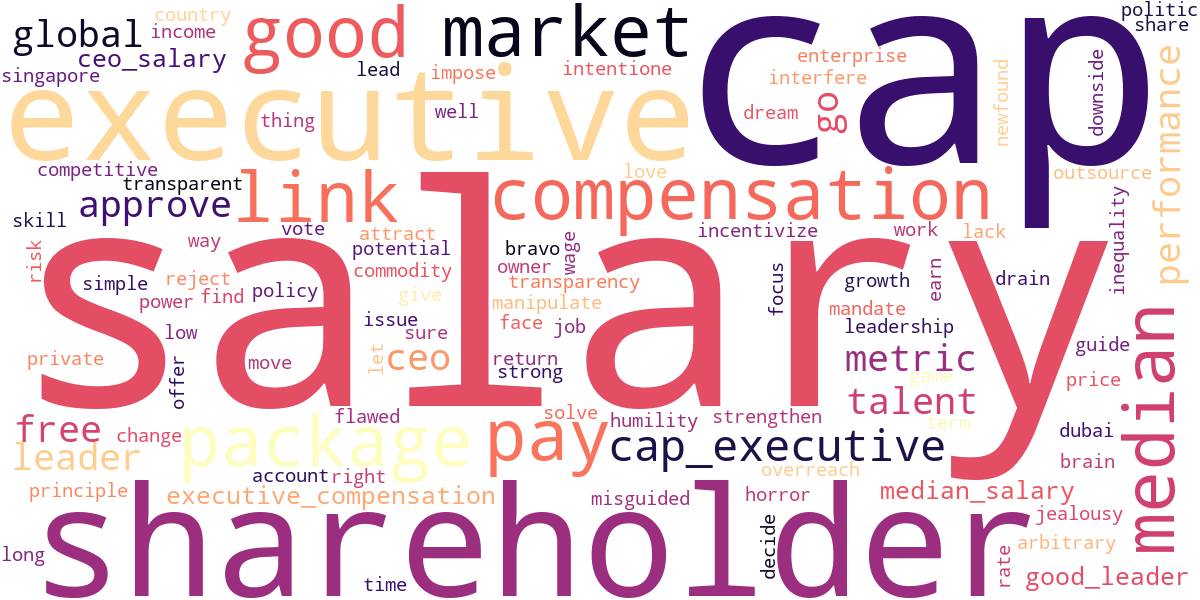 country
politic
global
income
good
market
cap
share
ceo_salary
singapore
lead
impose
intentione
enterprise
interfere
executive
thing
well
dream
go
newfound
downside
performance
competitive
transparent
link
compensation
love
outsource
skill
approve
way
vote
attract
bravo
incentivize
work
lack
inequality
risk
salary
potential
commodity
owner
wage
transparency
focus
growth
earn
drain
simple
reject
power
find
policy
give
manipulate
mandate
low
issue
sure
face
job
leadership
guide
private
offer
move
let
ceo
return
strong
metric
game
price
median
free
change
package
flawed
pay
solve
humility
strengthen
talent
term
dubai
leader
cap_executive
brain
account
right
overreach
principle
executive_compensation
misguided
horror
median_salary
jealousy
long
shareholder
time
decide
rate
arbitrary
good_leader